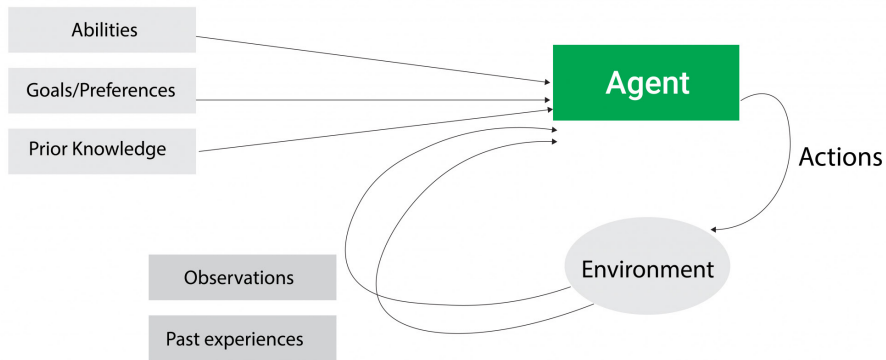 Abilities
Goals/Preferences
Prior Knowledge
Agent
Actions
Environment
Observations
Past experiences